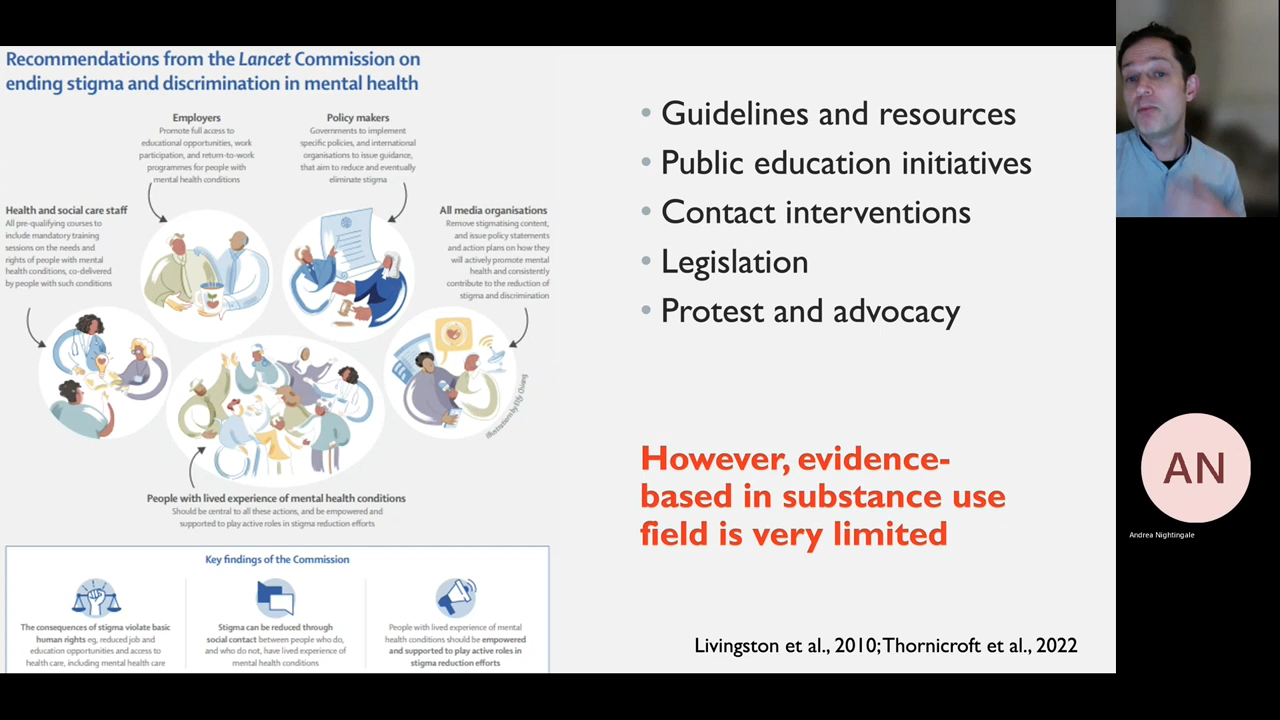 Recommendations from the Lancet Commission on
ending stigma and discrimination in mental health
Employers
Promote full access to
educational opportunities, work
participation, and return-to-work
programmes for people with
mental health conditions
Policy makers
Governments to implement
specific policies, and international
organisations to issue guidance,
that aim to reduce and eventually
eliminate stigma
Health and social care staff
All pre-qualifying courses to
include mandatory training
sessions on the needs and
rights of people with mental
health conditions, co-delivered
by people with such conditions
All media organisations
Remove stigmatising content,
and issue policy statements
and action plans on how they
will actively promote mental
health and consistently
contribute to the reduction of
stigma and discrimination
Illustrations by Elly Chiang
People with lived experience of mental health conditions
Should be central to all these actions, and be empowered and
supported to play active roles in stigma reduction efforts
Key findings of the Commission
The consequences of stigma violate basic
human rights eg, reduced job and
education opportunities and access to
health care, including mental health care
Stigma can be reduced through
social contact between people who do,
and who do not, have lived experience of
mental health conditions
People with lived experience of mental
health conditions should be empowered
and supported to play active roles in
stigma reduction efforts
• Guidelines and resources
• Public education initiatives
• Contact interventions
• Legislation
• Protest and advocacy
However, evidence-
based in substance use
field is very limited
Livingston et al., 2010; Thornicroft et al., 2022
AN
Andrea Nightingale